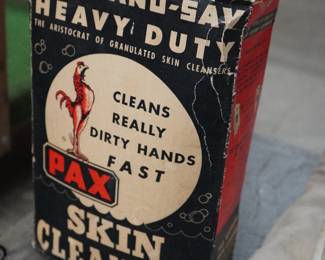 HEAVY DUTY
THE ARISTOCRAT OF GRANULATED SKIN CLEANSERS
CLEANS
REALLY
DIRTY HANDS
FAST
PAX
SKIN